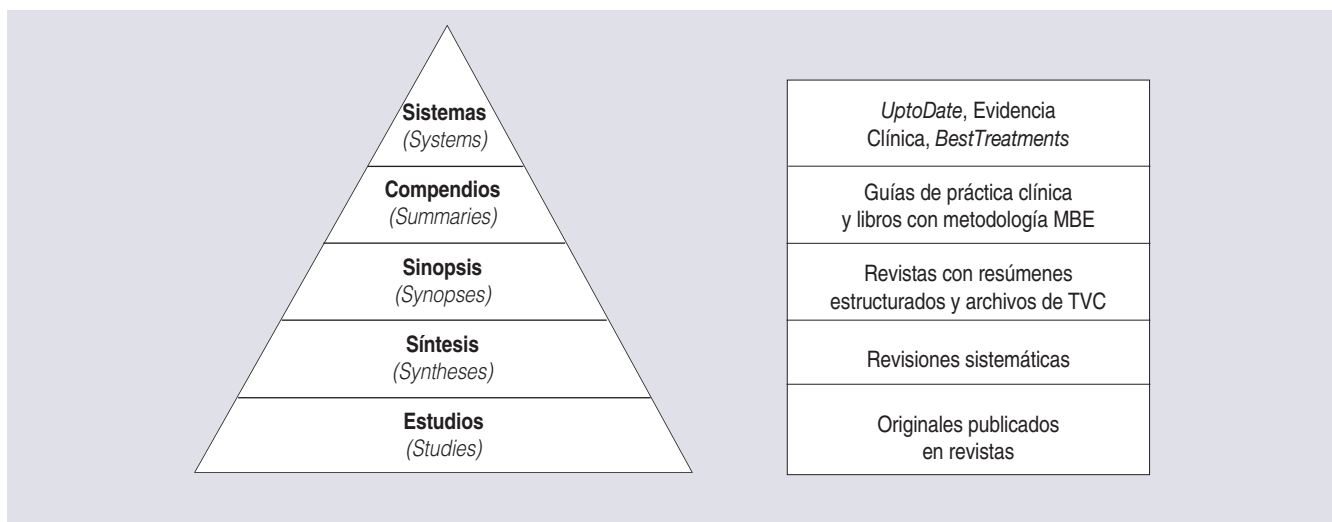 Sistemas
(Systems)
Compendios
(Summaries)
Sinopsis
(Synopses)
Síntesis
(Syntheses)
Estudios
(Studies)
UptoDate, Evidencia
Clínica, BestTreatments
Guías de práctica clínica
y libros con metodología MBE
Revistas con resúmenes
estructurados y archivos de TVC
Revisiones sistemáticas
Originales publicados
en revistas